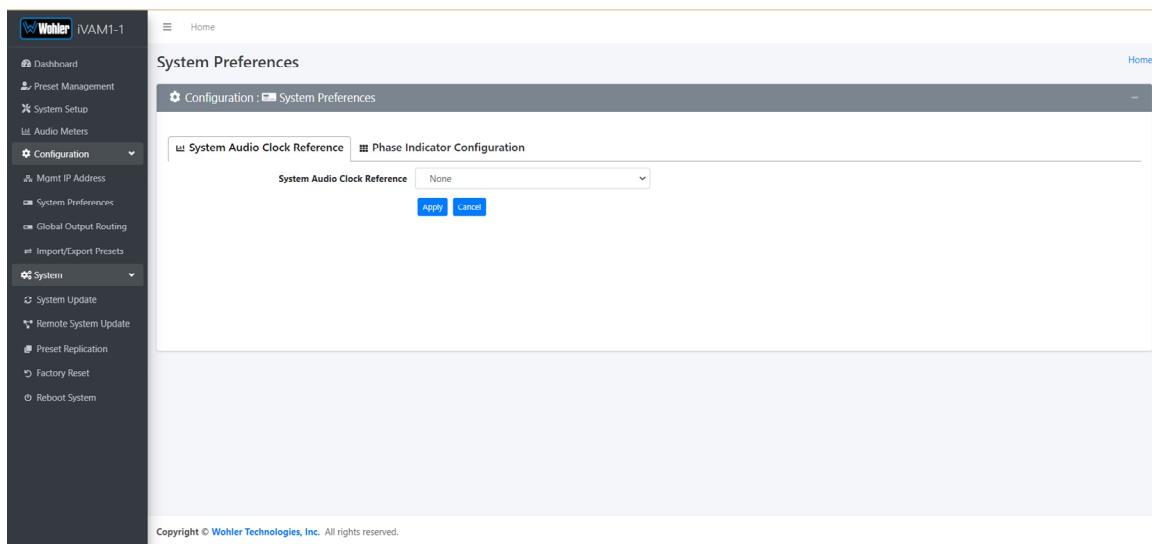 Wohler iVAM1-1
Home
Dashboard
Preset Management
System Setup
Audio Meters
Configuration
Mgmt IP Address
System Preferences
Global Output Routing
Import/Export Presets
System
System Update
Remote System Update
Preset Replication
Factory Reset
Reboot System
System Preferences
Home
Configuration : System Preferences
System Audio Clock Reference Phase Indicator Configuration
System Audio Clock Reference None
Apply Cancel
Copyright © Wohler Technologies, Inc. All rights reserved.